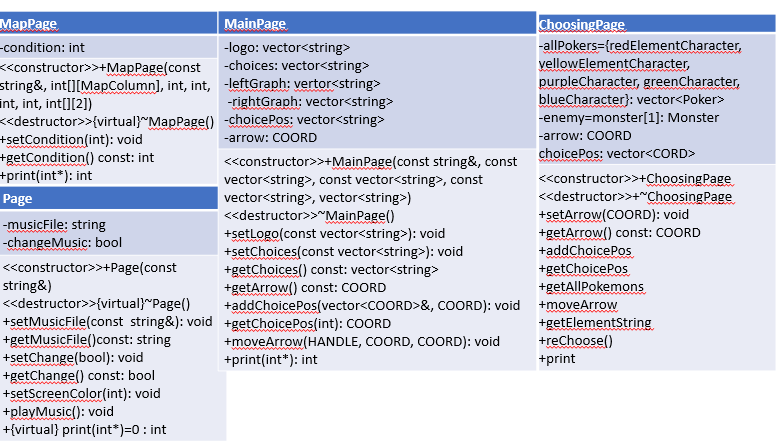 MapPage
-condition: int
<<constructor>>+MapPage(const
string&, int[][MapColumn], int, int,
int, int, int[][2])
<<destructor>>{virtual}~MapPage()
+setCondition(int): void
+getCondition() const: int
+print(int*): int
Page
-musicFile: string
-changeMusic: bool
<<constructor>>+Page(const
string&)
<<destructor>>{virtual}~Page()
+setMusicFile(const string&): void
+getMusicFile()const: string
+setChange(bool): void
+getChange() const: bool
+setScreenColor(int): void
+playMusic(): void
+{virtual} print(int*)=0 : int
MainPage
-logo: vector<string>
-choices: vector<string>
-leftGraph: vertor<string>
-rightGraph: vector<string>
-choicePos: vector<string>
-arrow: COORD
<<constructor>>+MainPage(const string&, const
vector<string>, const vector<string>, const
vector<string>, vector<string>)
<<destructor>>~MainPage()
+setLogo(const vector<string>): void
+setChoices(const vector<string>): void
+getChoices() const: vector<string>
+getArrow() const: COORD
+addChoicePos(vector<COORD>&, COORD): void
+getChoicePos(int): COORD
+moveArrow(HANDLE, COORD, COORD): void
+print(int*): int
ChoosingPage
-allPokers={redElementCharacter,
yellowElementCharacter,
purpleCharacter, greenCharacter,
blueCharacter}: vector<Poker>
-enemy=monster[1]: Monster
-arrow: COORD
choicePos: vector<CORD>
<<constructor>>+ChoosingPage
<<destructor>>+~ChoosingPage
+setArrow(COORD): void
+getArrow() const: COORD
+addChoicePos
+getChoicePos
+getAllPokemons
+moveArrow
+getElementString
+reChoose()
+print